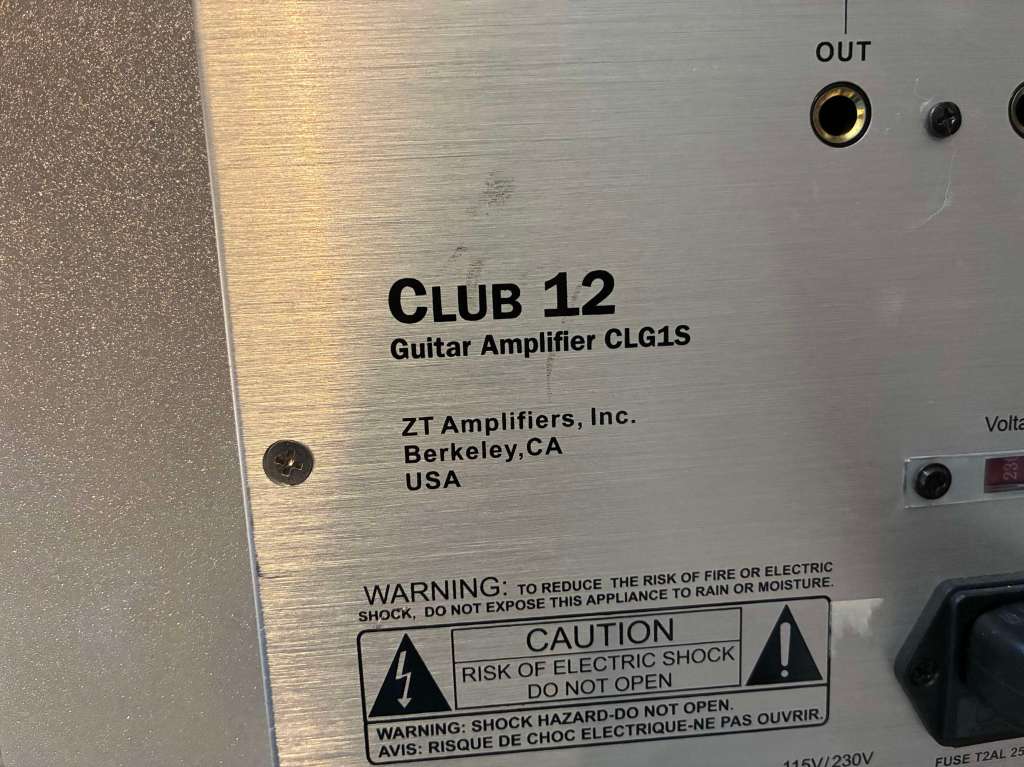 OUT
CLUB 12
Guitar Amplifier CLG1S
ZT Amplifiers, Inc.
Berkeley,CA
USA
WARNING: TO REDUCE THE RISK OF FIRE OR ELECTRIC
SHOCK, DO NOT EXPOSE THIS APPLIANCE TO RAIN OR MOISTURE.
CAUTION
RISK OF ELECTRIC SHOCK
DO NOT OPEN
WARNING: SHOCK HAZARD-DO NOT OPEN.
AVIS: RISQUE DE CHOC ELECTRIQUE-NE PAS OUVRIR.
115V/230V
FUSE T2AL